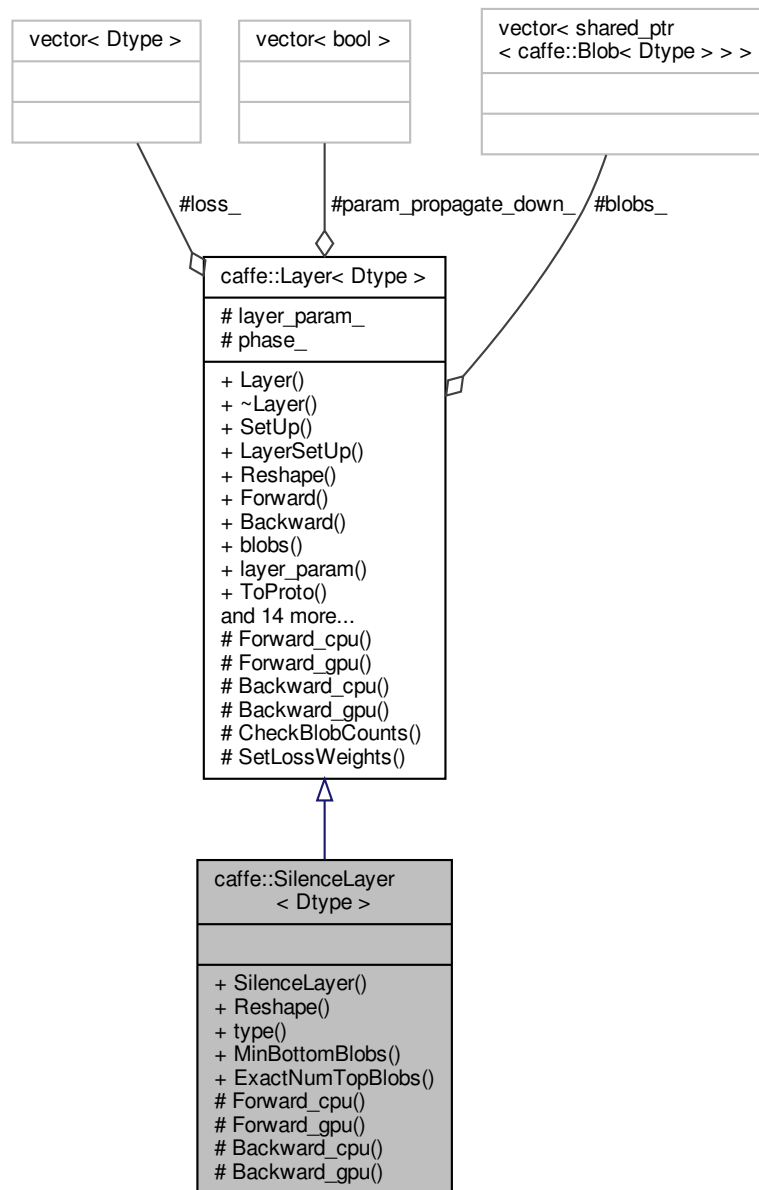 vector< Dtype >
vector< bool >
vector< shared_ptr
< caffe::Blob< Dtype > > >
#loss_
#param_propagate_down_
#blobs_
caffe::Layer< Dtype >
# layer_param_
# phase_
+ Layer()
+ ~Layer()
+ SetUp()
+ LayerSetUp()
+ Reshape()
+ Forward()
+ Backward()
+ blobs()
+ layer_param()
+ ToProto()
and 14 more...
# Forward_cpu()
# Forward_gpu()
# Backward_cpu()
# Backward_gpu()
# CheckBlobCounts()
# SetLossWeights()
caffe::SilenceLayer
< Dtype >
+ SilenceLayer()
+ Reshape()
+ type()
+ MinBottomBlobs()
+ ExactNumTopBlobs()
# Forward_cpu()
# Forward_gpu()
# Backward_cpu()
# Backward_gpu()